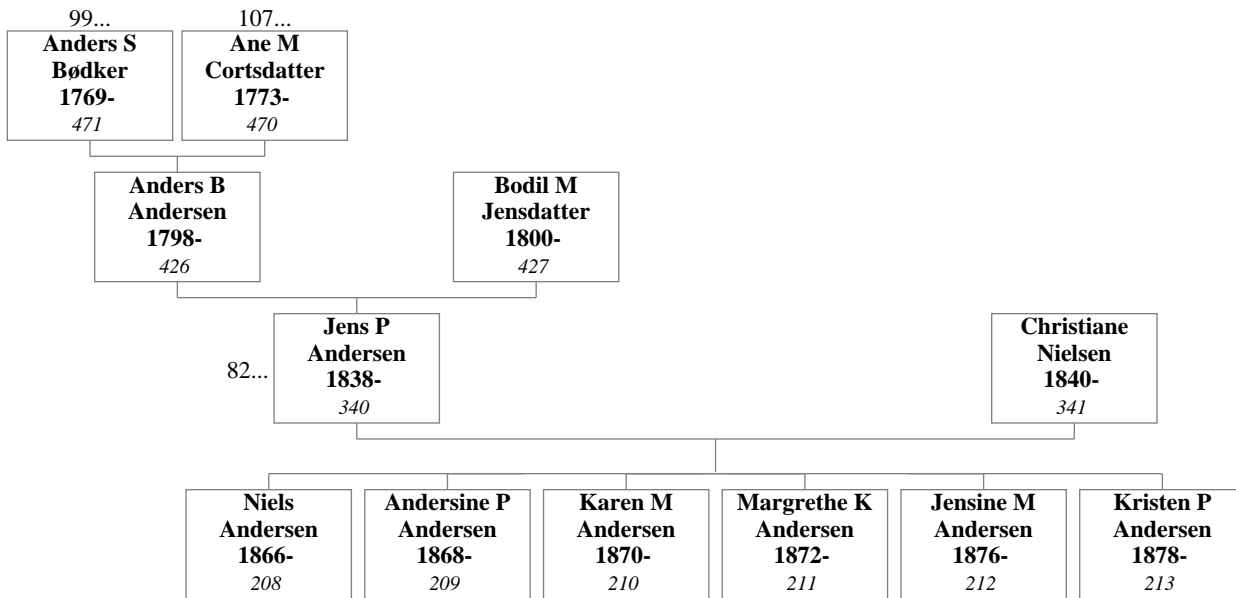 99...
107...
Anders S
Bødker
1769-
471
Ane M
Cortsdatter
1773-
470
Anders B
Andersen
1798-
426
Bodil M
Jensdatter
1800-
427
82...
Jens P
Andersen
1838-
340
Christiane
Nielsen
1840-
341
Niels
Andersen
1866-
208
Andersine P
Andersen
1868-
209
Karen M
Andersen
1870-
210
Margrethe K
Andersen
1872-
211
Jensine M
Andersen
1876-
212
Kristen P
Andersen
1878-
213